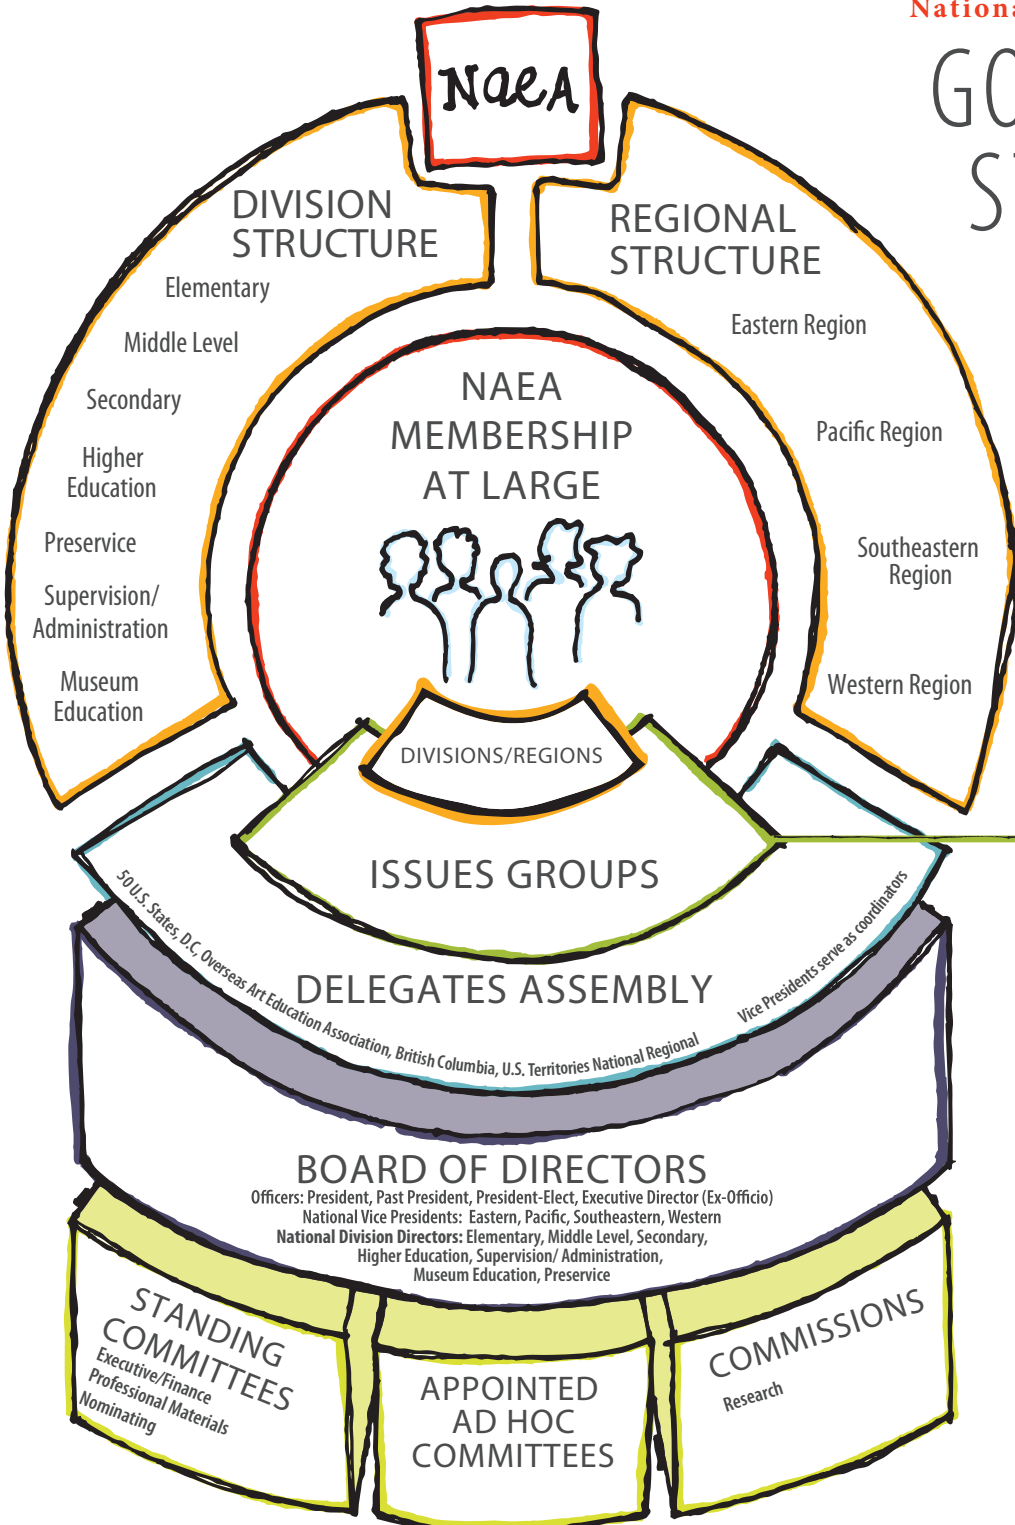 Nationa
GO
ST
NaeA
DIVISION
STRUCTURE
Elementary
Middle Level
Secondary
Higher
Education
Preservice
Supervision/
Administration
Museum
Education
REGIONAL
STRUCTURE
Eastern Region
Pacific Region
Southeastern
Region
Western Region
NAEA
MEMBERSHIP
AT LARGE
DIVISIONS/REGIONS
ISSUES GROUPS
DELEGATES ASSEMBLY
50 U.S. States, D.C, Overseas Art Education Association, British Columbia, U.S. Territories National Regional
Vice Presidents serve as coordinators
BOARD OF DIRECTORS
Officers: President, Past President, President-Elect, Executive Director (Ex-Officio)
National Vice Presidents: Eastern, Pacific, Southeastern, Western
National Division Directors: Elementary, Middle Level, Secondary,
Higher Education, Supervision/ Administration,
Museum Education, Preservice
STANDING
COMMITTEES
Executive/Finance
Professional Materials
Nominating
APPOINTED
AD HOC
COMMITTEES
COMMISSIONS
Research